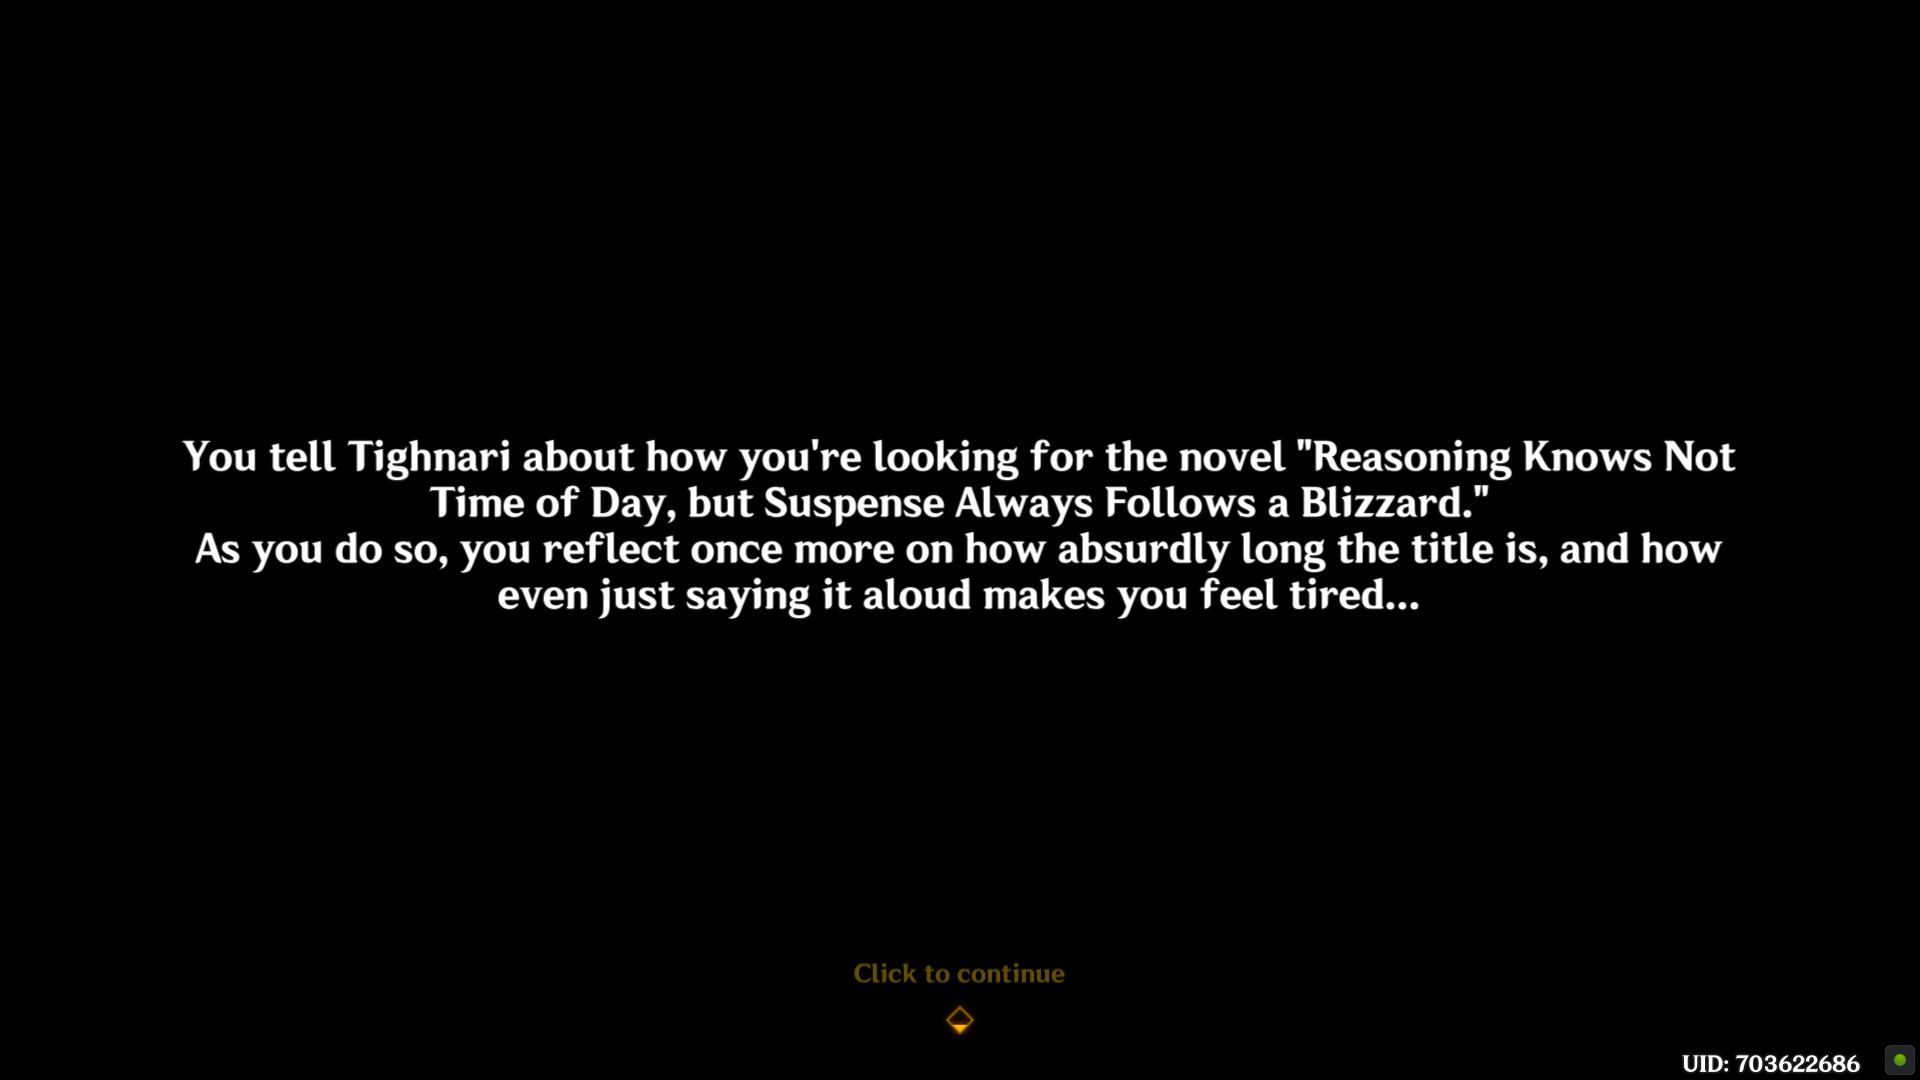 You tell Tighnari about how you're looking for the novel "Reasoning Knows Not
Time of Day, but Suspense Always Follows a Blizzard."
As you do so, you reflect once more on how absurdly long the title is, and how
even just saying it aloud makes you feel tired...
Click to continue
UID: 703622686